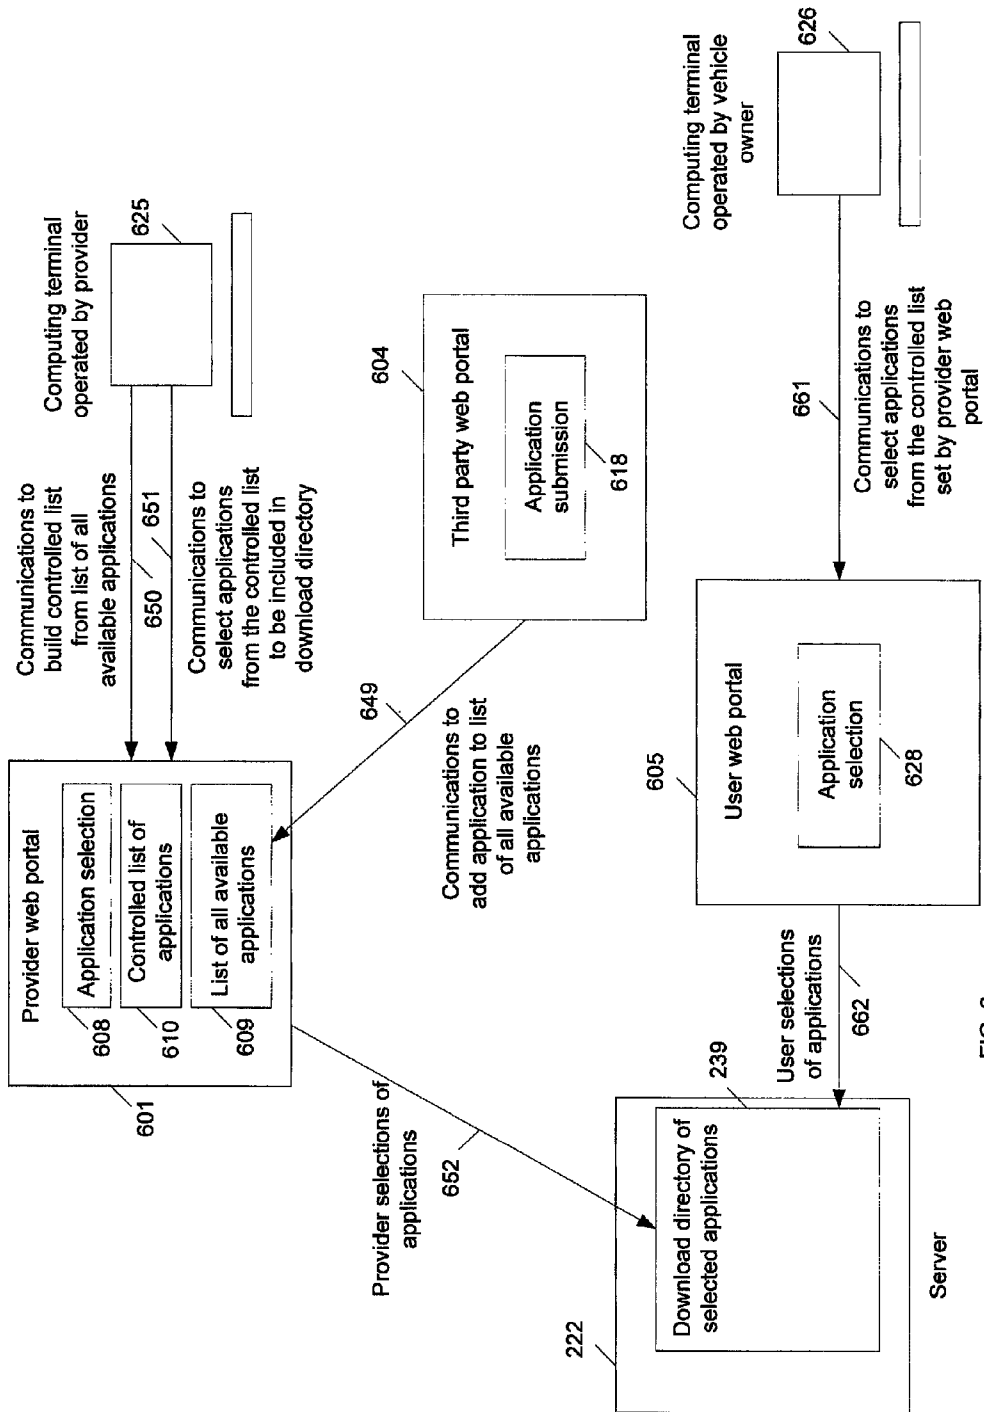 Computing terminal
operated by provider
625
Communications to
build controlled list
from list of all
available applications
650
651
Communications to
select applications
from the controlled list
to be included in
download directory
Provider web portal
Application selection
608
Controlled list of
applications
610
List of all available
applications
609
601
604
Third party web portal
Application
submission
618
649
Communications to
add application to list
of all available
applications
Computing terminal
operated by vehicle
owner
626
661
Communications to
select applications
from the controlled list
set by provider web
portal
605
User web portal
Application
selection
628
Provider selections of
applications
652
User selections
of applications
662
239
Download directory of
selected applications
222
Server